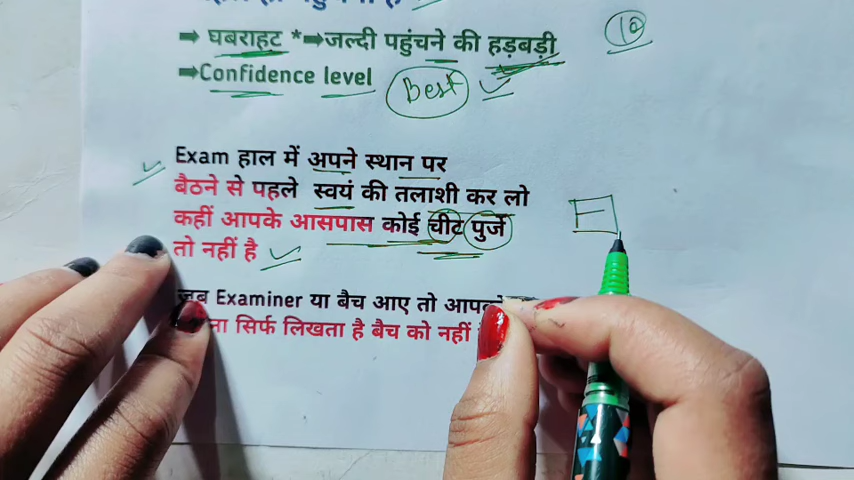 ➡ घबराहट *➡जल्दी पहुंचने की हड़बड़ी
10
➡Confidence level
Best
Exam हाल में अपने स्थान पर
बैठने से पहले स्वयं की तलाशी कर लो
कहीं आपके आसपास कोई चीट पुर्जे
तो नहीं है
जब Examiner या बैच आए तो
सिर्फ लिखता है बैच को नहीं